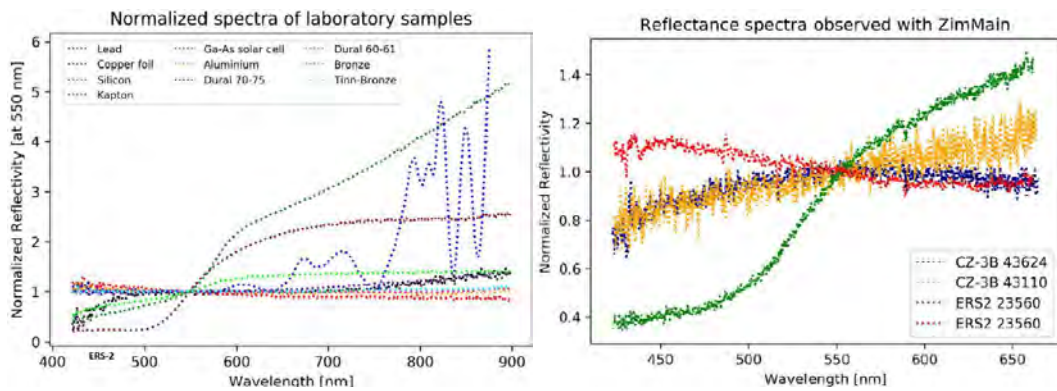 Normalized spectra of laboratory samples
Normalized Reflectivity [at 550 nm]
6
5
4
3
2
1
0
Lead
Copper foil
Silicon
Kapton
Ga-As solar cell
Aluminium
Dural 70-75
Dural 60-61
Bronze
Tinn-Bronze
400
500
600
700
800
900
ERS-2
Wavelength [nm]
Reflectance spectra observed with ZimMain
Normalized Reflectivity
1.4
1.2
1.0
0.8
0.6
0.4
CZ-3B 43624
CZ-3B 43110
ERS2 23560
ERS2 23560
450
500
550
600
650
Wavelength [nm]